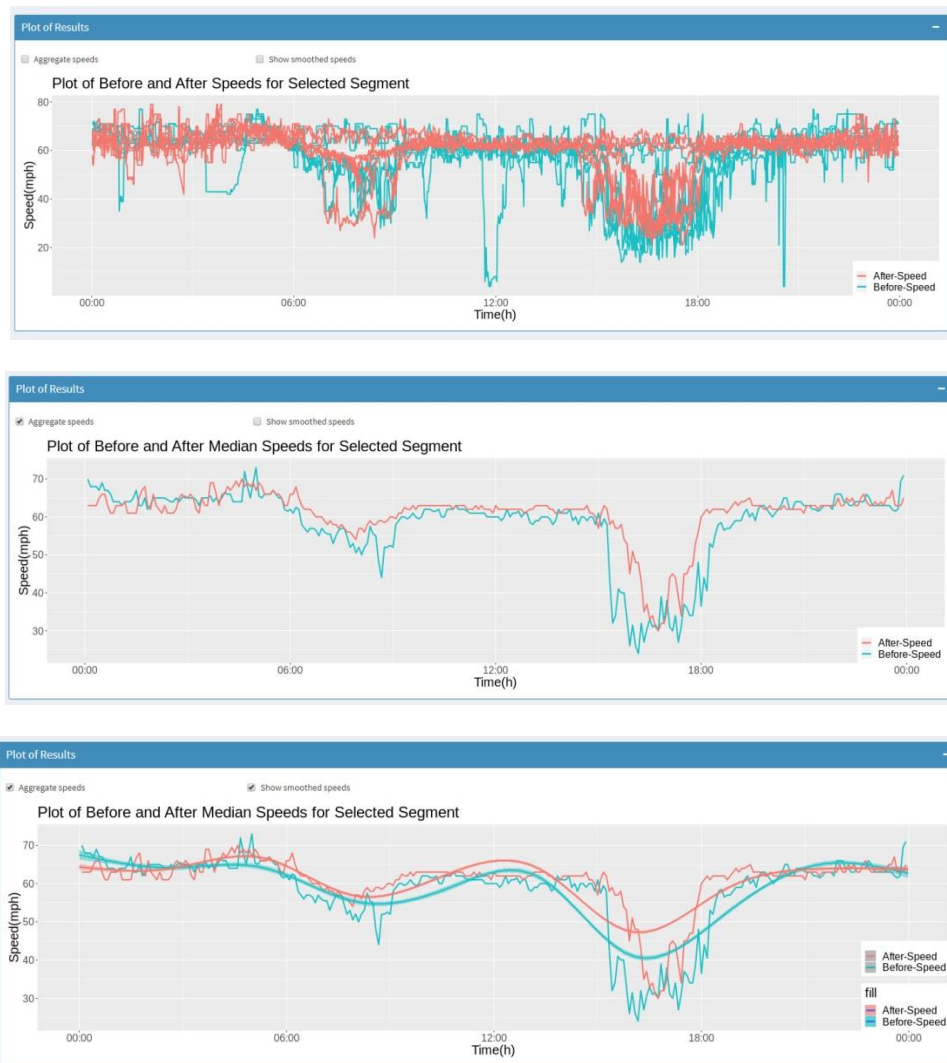 Plot of Results
Aggregate speeds Show smoothed speeds
Plot of Before and After Speeds for Selected Segment
80
60
40
20
Speed(mph)
After-Speed
Before-Speed
00:00 06:00 12:00 18:00 00:00
Time(h)
Plot of Results
Aggregate speeds Show smoothed speeds
Plot of Before and After Median Speeds for Selected Segment
70
60
50
40
30
Speed(mph)
After-Speed
Before-Speed
00:00 06:00 12:00 18:00 00:00
Time(h)
Plot of Results
Aggregate speeds Show smoothed speeds
Plot of Before and After Median Speeds for Selected Segment
70
60
50
40
30
Speed(mph)
After-Speed
Before-Speed
fill
After-Speed
Before-Speed
00:00 06:00 12:00 18:00 00:00
Time(h)